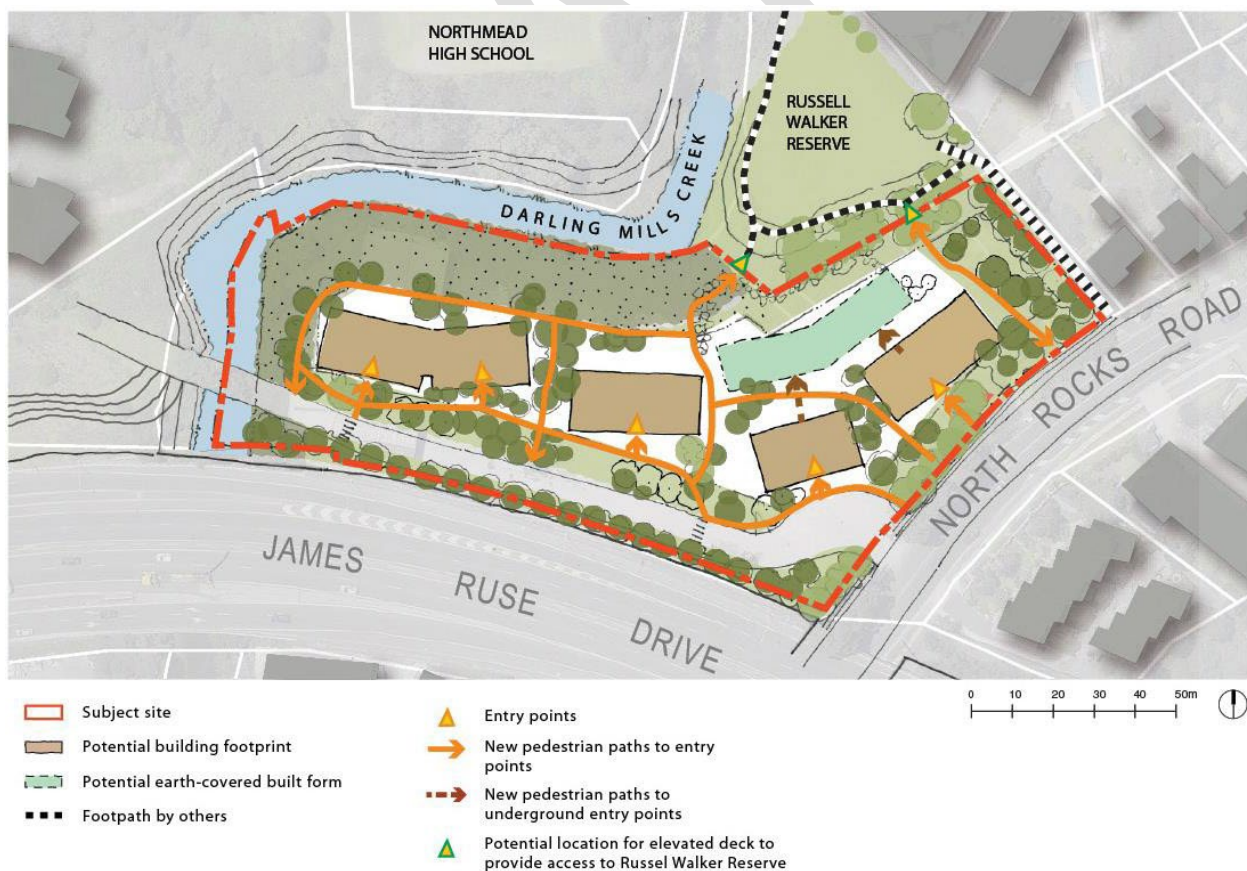 NORTHMEAD
HIGH SCHOOL
RUSSELL
WALKER
RESERVE
DARLING MILLS CREEK
NORTH ROCKS ROAD
JAMES RUSE DRIVE
Subject site
Potential building footprint
Potential earth-covered built form
Footpath by others
Entry points
New pedestrian paths to entry
points
New pedestrian paths to
underground entry points
Potential location for elevated deck to
provide access to Russel Walker Reserve
0 10 20 30 40 50m